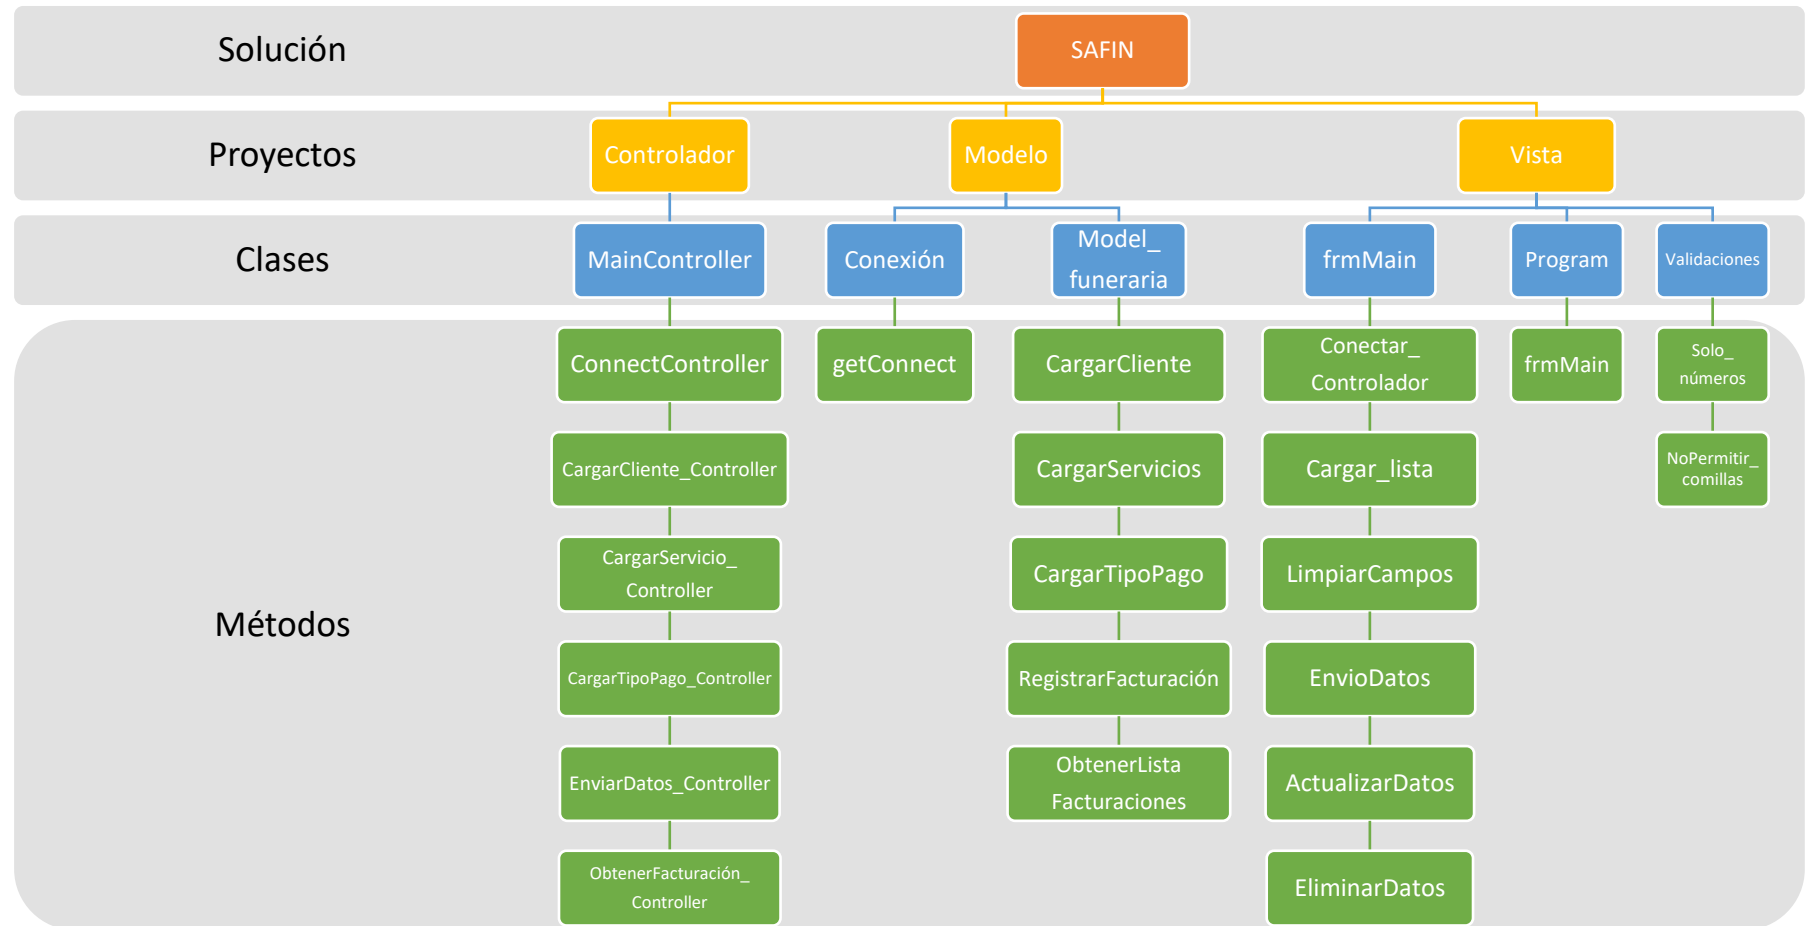 Solución
SAFIN
Proyectos
Controlador
Modelo
Vista
Clases
MainController
Conexión
Model_
funeraria
frmMain
Program
Validaciones
Métodos
ConnectController
getConnect
CargarCliente
Conectar_
Controlador
frmMain
Solo_
números
CargarCliente_Controller
CargarServicios
Cargar_lista
NoPermitir_
comillas
CargarServicio_
Controller
CargarTipoPago
LimpiarCampos
CargarTipoPago_Controller
RegistrarFacturación
EnvioDatos
EnviarDatos_Controller
ObtenerLista
Facturaciones
ActualizarDatos
ObtenerFacturación_
Controller
EliminarDatos